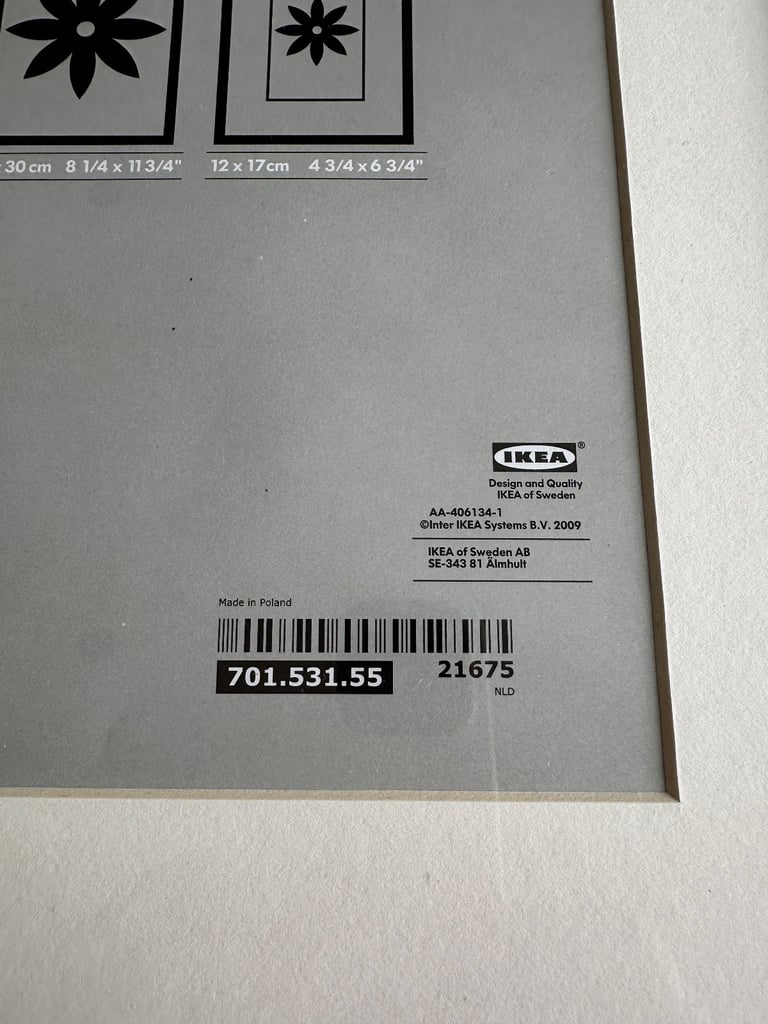 30 cm 8 1/4 x 11 3/4"
12 x 17cm 4 3/4 x 6 3/4"
IKEA®
Design and Quality
IKEA of Sweden
AA-406134-1
©Inter IKEA Systems B.V. 2009
IKEA of Sweden AB
SE-343 81 Älmhult
Made in Poland
701.531.55
21675
NLD